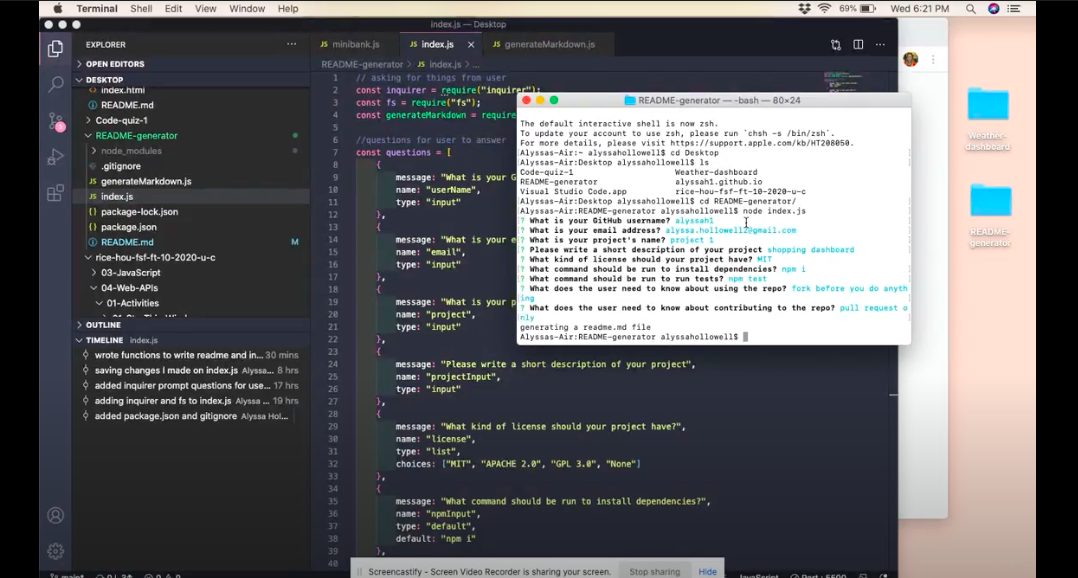 Terminal Shell Edit View Window Help 69% Wed 6:21 PM
index.js — Desktop
EXPLORER
OPEN EDITORS
DESKTOP
index.html
README.md
Code-quiz-1
README-generator
node_modules
.gitignore
JS generateMarkdown.js
JS index.js
package-lock.json
package.json
README.md M
rice-hou-fsf-ft-10-2020-u-c
03-JavaScript
04-Web-APIs
01-Activities
OUTLINE
TIMELINE index.js
wrote functions to write readme and in... 30 mins
saving changes I made on index.js Alyssa... 8 hrs
added inquirer prompt questions for use... 17 hrs
adding inquirer and fs to index.js Alyssa ... 19 hrs
added package.json and gitignore Alyssa Hol...
JS minibank.js JS index.js JS generateMarkdown.js
README-generator > JS index.js > ...
1 // asking for things from user
2 const inquirer = require("inquirer");
3 const fs = require("fs");
4 const generateMarkdown = require
5
6 //questions for user to answer
7 const questions = [
8 {
9 message: "What is your G
10 name: "userName",
11 type: "input"
12 },
13 {
14 message: "What is your e
15 name: "email",
16 type: "input"
17 },
18 {
19 message: "What is your p
20 name: "project",
21 type: "input"
22 },
23 {
24 message: "Please write a short description of your project",
25 name: "projectInput",
26 type: "input"
27 },
28 {
29 message: "What kind of license should your project have?",
30 name: "license",
31 type: "list",
32 choices: ["MIT", "APACHE 2.0", "GPL 3.0", "None"]
33 },
34 {
35 message: "What command should be run to install dependencies?",
36 name: "npmInput",
37 type: "default",
38 default: "npm i"
39 },
40
README-generator — -bash — 80×24
The default interactive shell is now zsh.
To update your account to use zsh, please run `chsh -s /bin/zsh`.
For more details, please visit https://support.apple.com/kb/HT208050.
Alyssas-Air:~ alyssahollowell$ cd Desktop
Alyssas-Air:Desktop alyssahollowell$ ls
Code-quiz-1 Weather-dashboard
README-generator alyssah1.github.io
Visual Studio Code.app rice-hou-fsf-ft-10-2020-u-c
Alyssas-Air:Desktop alyssahollowell$ cd README-generator/
Alyssas-Air:README-generator alyssahollowell$ node index.js
? What is your GitHub username? alyssah1
? What is your email address? alyssa.hollowell2@gmail.com
? What is your project's name? project 1
? Please write a short description of your project shopping dashboard
? What kind of license should your project have? MIT
? What command should be run to install dependencies? npm i
? What command should be run to run tests? npm test
? What does the user need to know about using the repo? fork before you do anyth
ing
? What does the user need to know about contributing to the repo? pull request o
nly
generating a readme.md file
Alyssas-Air:README-generator alyssahollowell$
Weather-
dashboard
README-
generator
Screencastify - Screen Video Recorder is sharing your screen. Stop sharing Hide